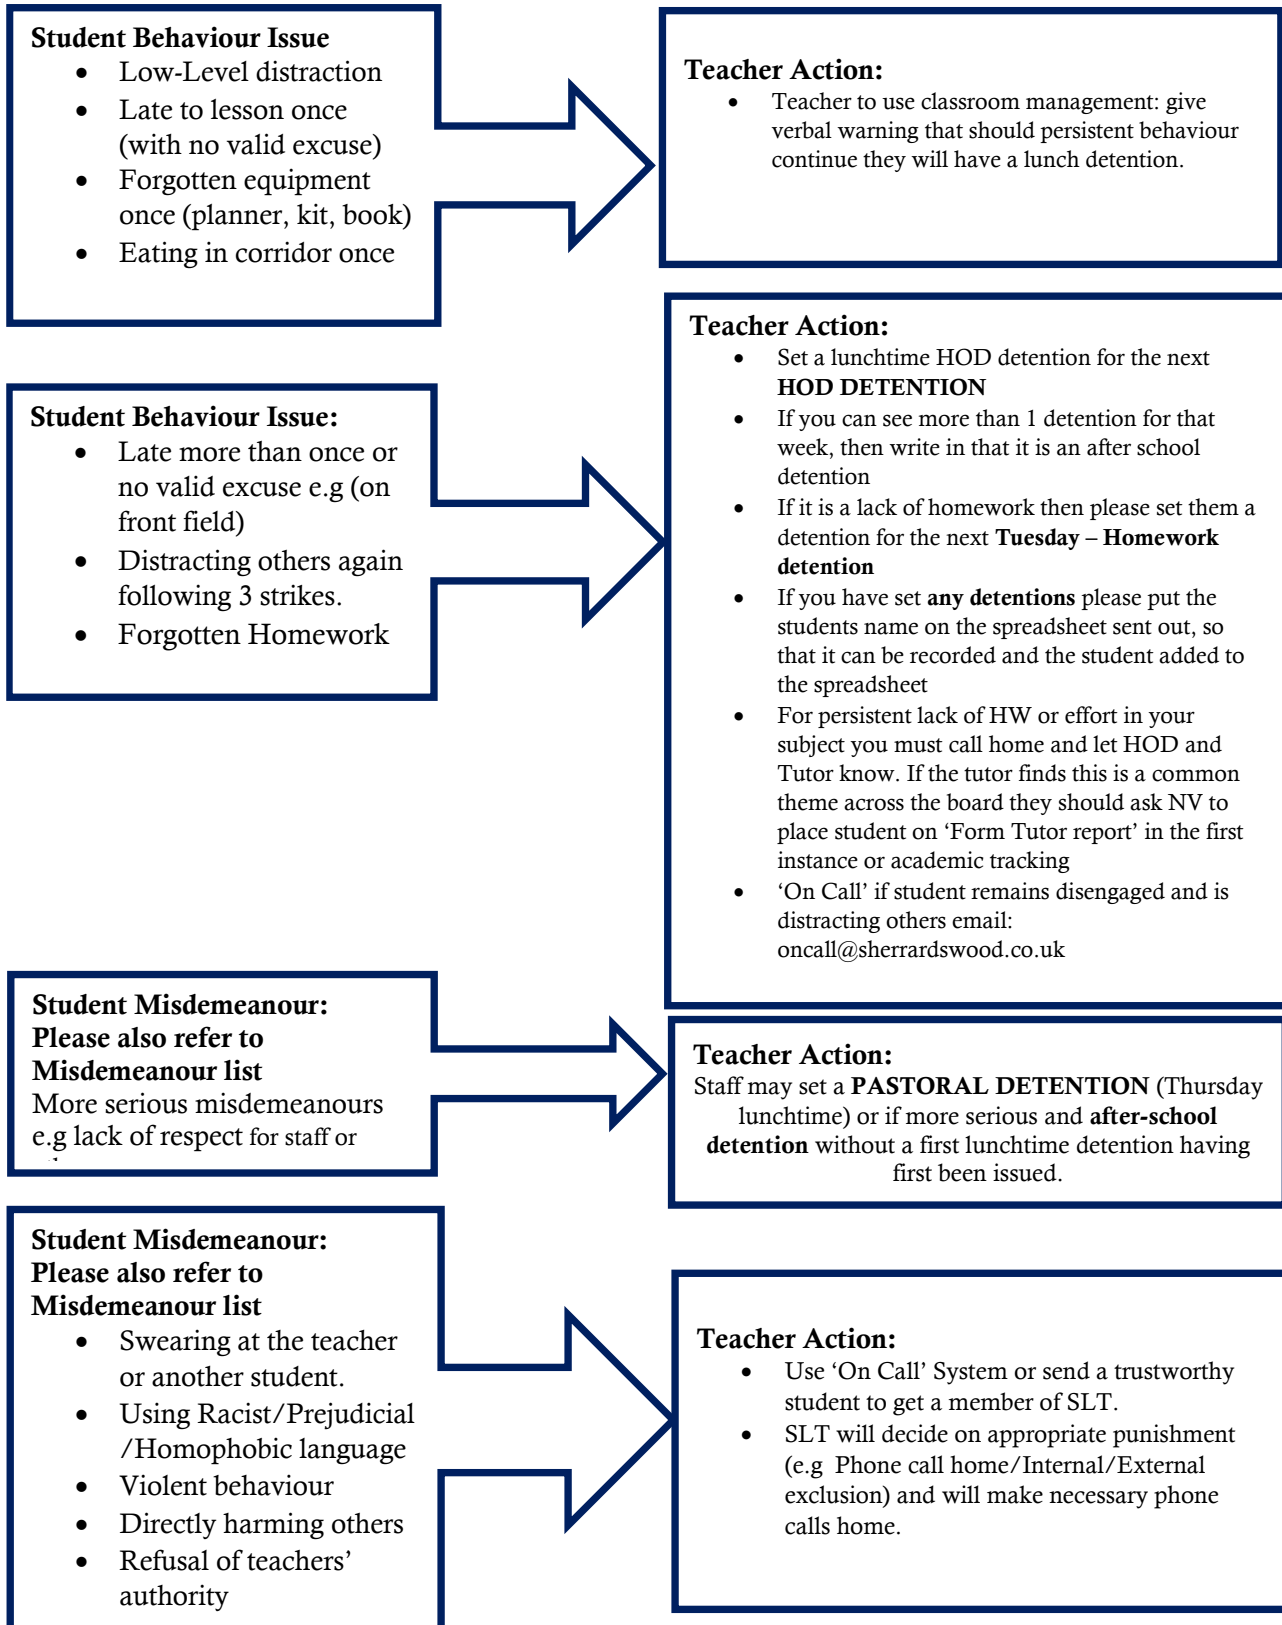 Student Behaviour Issue
• Low-Level distraction
• Late to lesson once
(with no valid excuse)
• Forgotten equipment
once (planner, kit, book)
• Eating in corridor once
Teacher Action:
• Teacher to use classroom management: give
verbal warning that should persistent behaviour
continue they will have a lunch detention.
Student Behaviour Issue:
• Late more than once or
no valid excuse e.g (on
front field)
• Distracting others again
following 3 strikes.
• Forgotten Homework
Teacher Action:
• Set a lunchtime HOD detention for the next
HOD DETENTION
• If you can see more than 1 detention for that
week, then write in that it is an after school
detention
• If it is a lack of homework then please set them a
detention for the next Tuesday – Homework
detention
• If you have set any detentions please put the
students name on the spreadsheet sent out, so
that it can be recorded and the student added to
the spreadsheet
• For persistent lack of HW or effort in your
subject you must call home and let HOD and
Tutor know. If the tutor finds this is a common
theme across the board they should ask NV to
place student on ‘Form Tutor report’ in the first
instance or academic tracking
• ‘On Call’ if student remains disengaged and is
distracting others email:
oncall@sherrardswood.co.uk
Student Misdemeanour:
Please also refer to
Misdemeanour list
More serious misdemeanours
e.g lack of respect for staff or
Teacher Action:
Staff may set a PASTORAL DETENTION (Thursday
lunchtime) or if more serious and after-school
detention without a first lunchtime detention having
first been issued.
Student Misdemeanour:
Please also refer to
Misdemeanour list
• Swearing at the teacher
or another student.
• Using Racist/Prejudicial
/Homophobic language
• Violent behaviour
• Directly harming others
• Refusal of teachers’
authority
Teacher Action:
• Use ‘On Call’ System or send a trustworthy
student to get a member of SLT.
• SLT will decide on appropriate punishment
(e.g Phone call home/Internal/External
exclusion) and will make necessary phone
calls home.